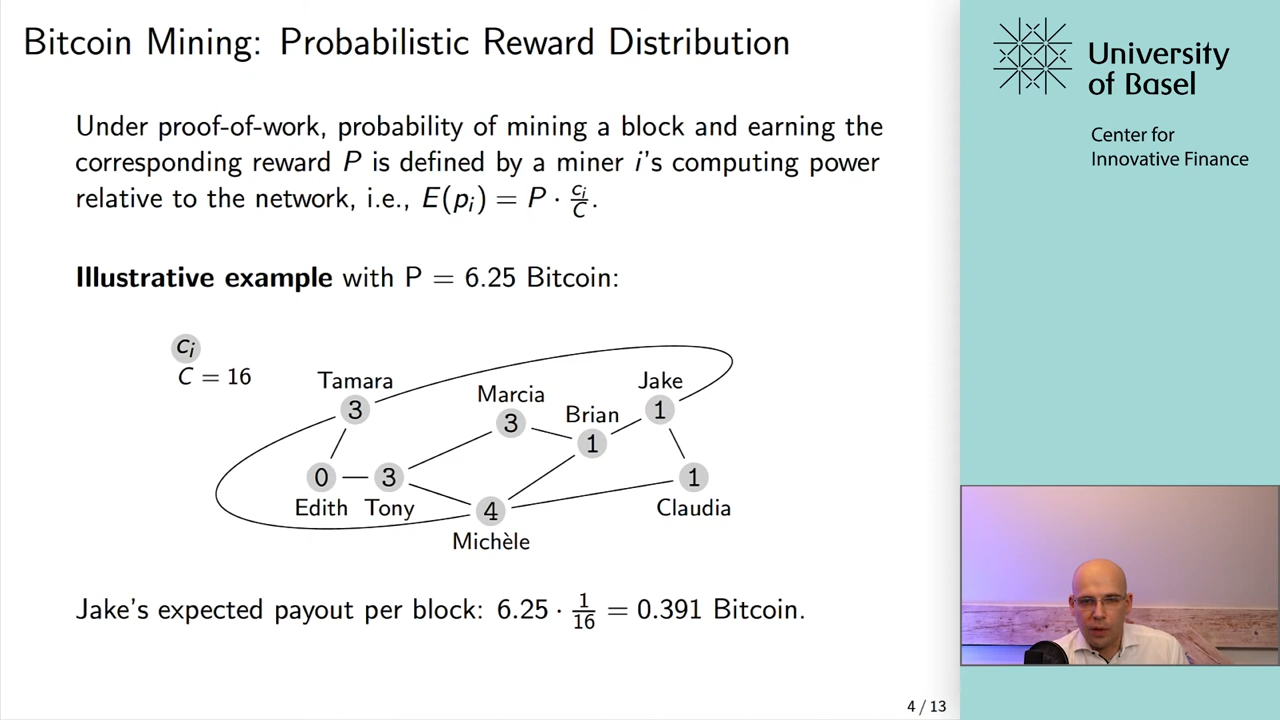 Bitcoin Mining: Probabilistic Reward Distribution
University
of Basel
Center for
Innovative Finance
Under proof-of-work, probability of mining a block and earning the
corresponding reward P is defined by a miner i's computing power
relative to the network, i.e., E(p_i) = P · c_i/C.
Illustrative example with P = 6.25 Bitcoin:
c_i
C = 16
Tamara
3
Marcia
3
Brian
1
Jake
1
0
Edith
3
Tony
4
Michèle
1
Claudia
Jake's expected payout per block: 6.25 · 1/16 = 0.391 Bitcoin.
4 / 13